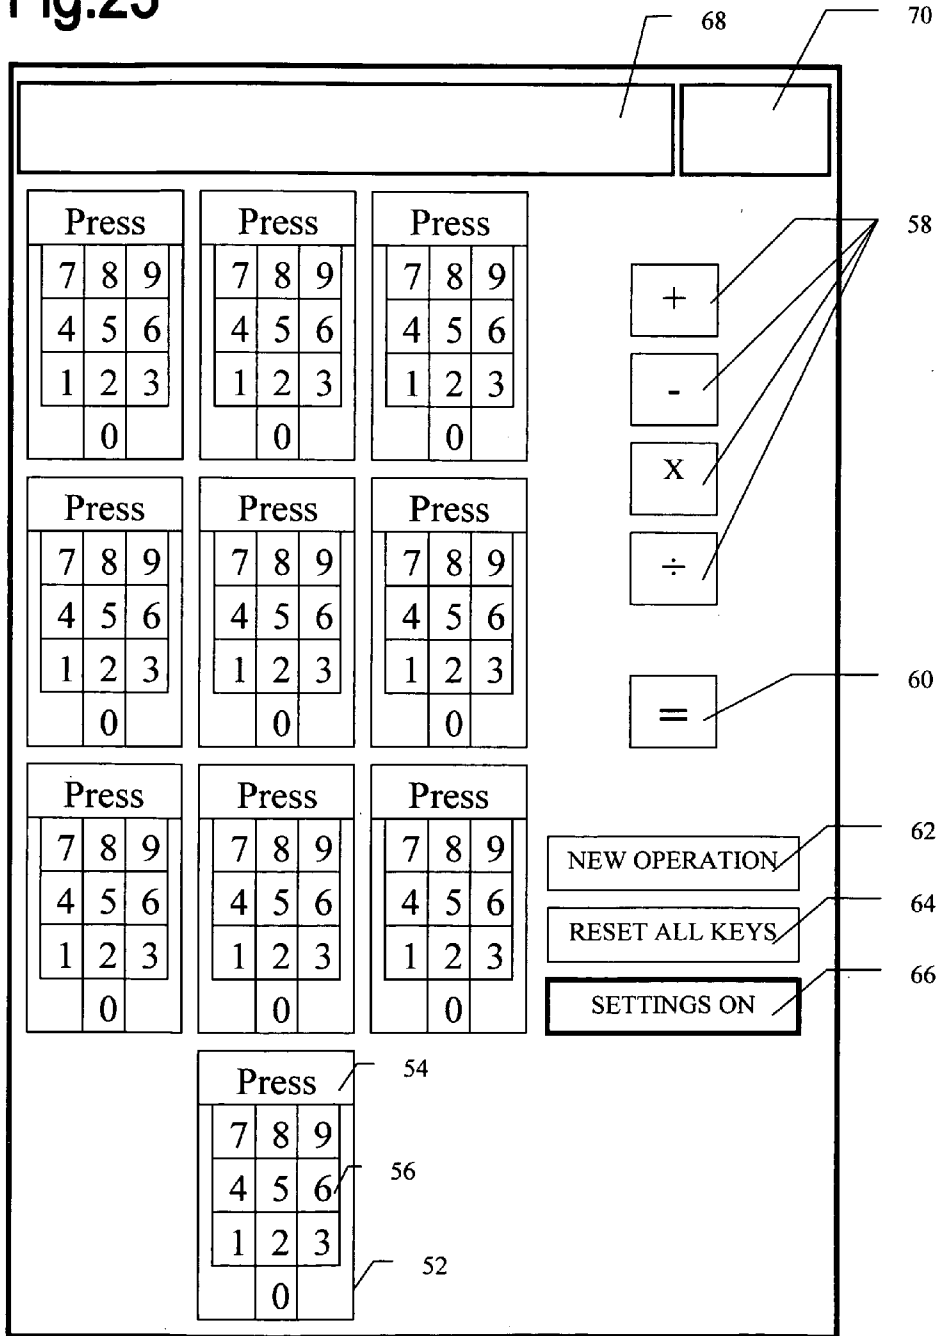 Fig.25
68 70
Press Press Press
58
7 8 9 7 8 9 7 8 9
+
4 5 6 4 5 6 4 5 6
1 2 3 1 2 3 1 2 3
-
0 0 0
X
Press Press Press
7 8 9 7 8 9 7 8 9
÷
4 5 6 4 5 6 4 5 6
1 2 3 1 2 3 1 2 3
60
=
0 0 0
Press Press Press
62
7 8 9 7 8 9 7 8 9
NEW OPERATION
4 5 6 4 5 6 4 5 6
64
RESET ALL KEYS
1 2 3 1 2 3 1 2 3
66
0 0 0
SETTINGS ON
Press 54
7 8 9
4 5 6 56
1 2 3
52
0